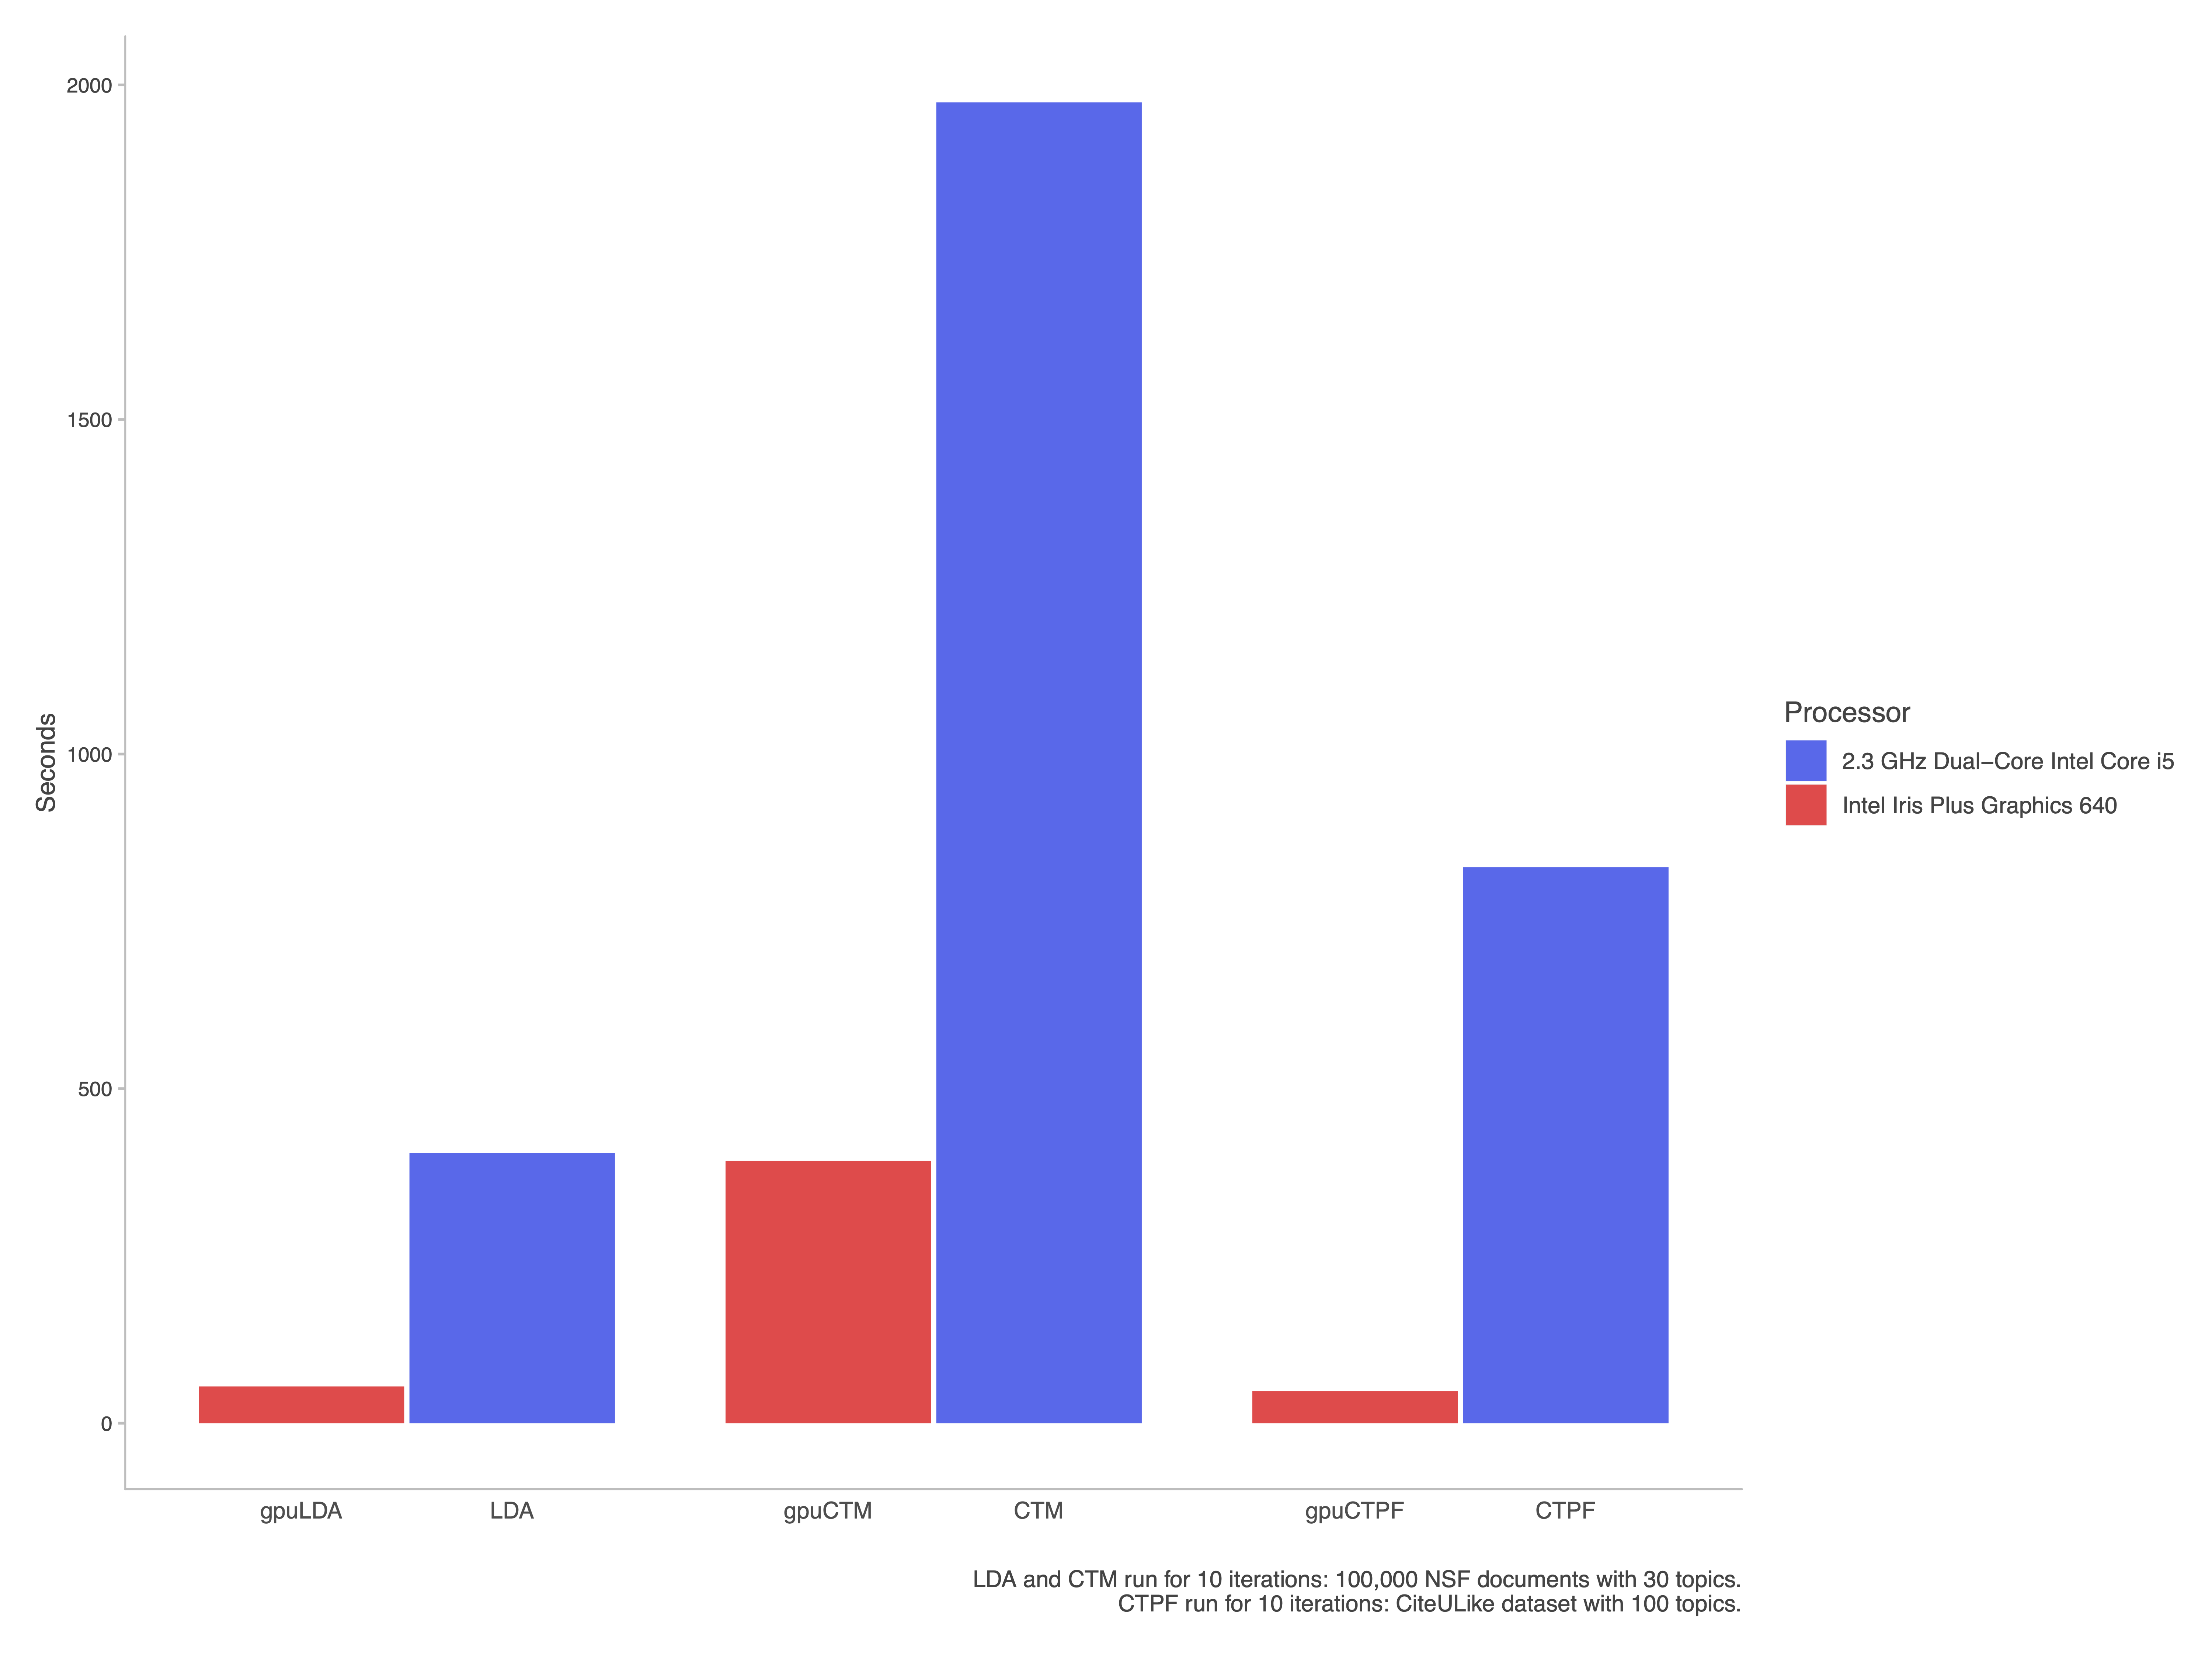 2000
1500
1000
500
0
Seconds
gpuLDA
LDA
gpuCTM
CTM
gpuCTPF
CTPF
Processor
2.3 GHz Dual−Core Intel Core i5
Intel Iris Plus Graphics 640
LDA and CTM run for 10 iterations: 100,000 NSF documents with 30 topics.
CTPF run for 10 iterations: CiteULike dataset with 100 topics.